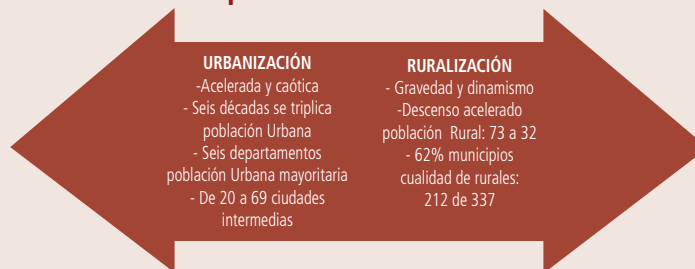 URBANIZACIÓN
-Acelerada y caótica
- Seis décadas se triplica
población Urbana
- Seis departamentos
población Urbana mayoritaria
- De 20 a 69 ciudades
intermedias
RURALIZACIÓN
- Gravedad y dinamismo
-Descenso acelerado
población Rural: 73 a 32
- 62% municipios
cualidad de rurales:
212 de 337